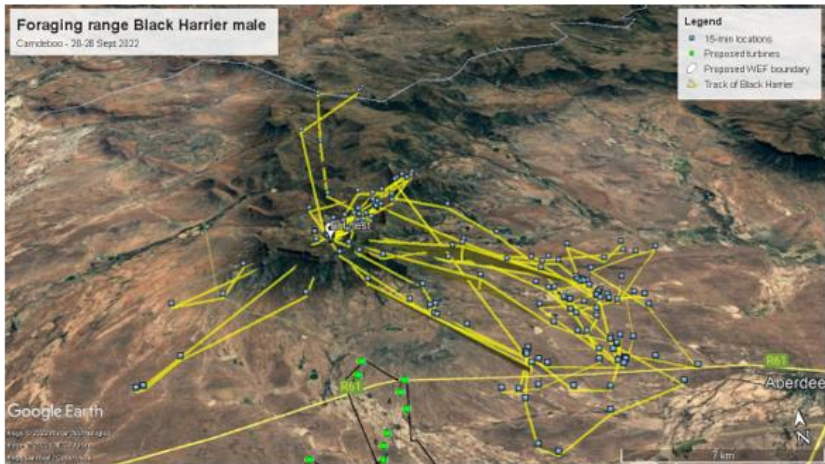 Foraging range Black Harrier male
Camdeboo - 20-26 Sept 2022
Legend
15-min locations
Proposed turbines
Proposed WEF boundary
Track of Black Harrier
R61
R61
Aberdee
Google Earth
N
7 km